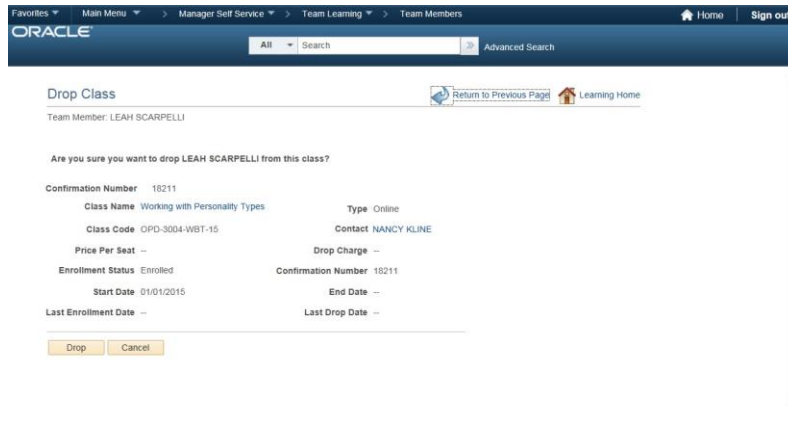 Favorites Main Menu > Manager Self Service > Team Learning > Team Members Home Sign out
ORACLE
All Search Advanced Search
Drop Class Return to Previous Page Learning Home
Team Member: LEAH SCARPELLI
Are you sure you want to drop LEAH SCARPELLI from this class?
Confirmation Number 18211
Class Name Working with Personality Types Type Online
Class Code OPD-3004-WBT-15 Contact NANCY KLINE
Price Per Seat -- Drop Charge --
Enrollment Status Enrolled Confirmation Number 18211
Start Date 01/01/2015 End Date --
Last Enrollment Date -- Last Drop Date --
Drop Cancel